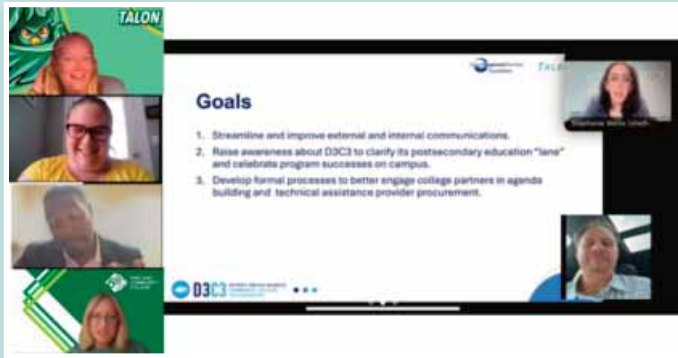 TALON
Goals
1. Streamline and improve external and internal communications.
2. Raise awareness about D3C3 to clarify its postsecondary education "lane"
and celebrate program successes on campus.
3. Develop formal processes to better engage college partners in agenda
building and technical assistance provider procurement.
D3C3
COMMUNITY
COLLEGE